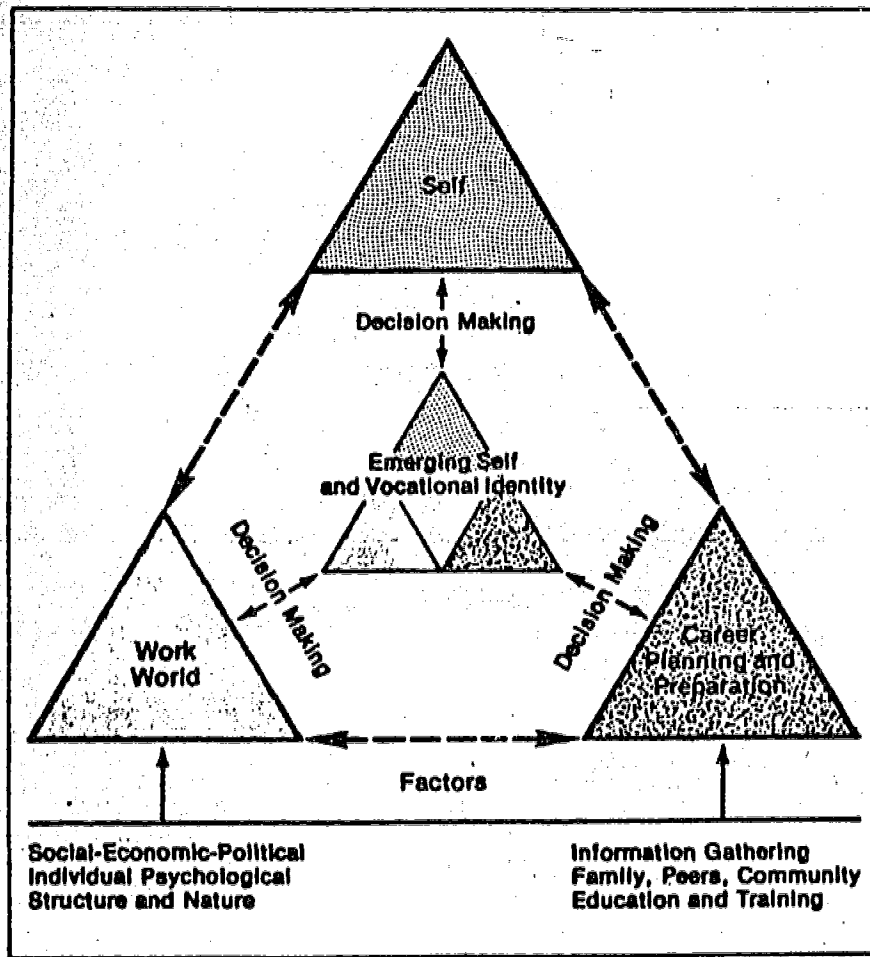 Self
Decision Making
Emerging Self
and Vocational Identity
Decision Making
Decision Making
Work
World
Career
Planning and
Preparation
Factors
Social-Economic-Political
Individual Psychological
Structure and Nature
Information Gathering
Family, Peers, Community
Education and Training